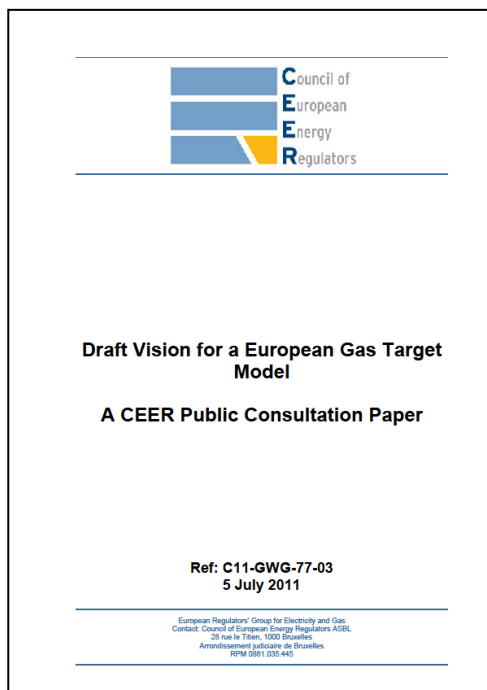 Council of
European
Energy
Regulators
Draft Vision for a European Gas Target
Model
A CEER Public Consultation Paper
Ref: C11-GWG-77-03
5 July 2011
European Regulators' Group for Electricity and Gas
Contact: Council of European Energy Regulators ASBL
28 rue le Titien, 1000 Bruxelles
Arrondissement judiciaire de Bruxelles
RPM 0861.035.445